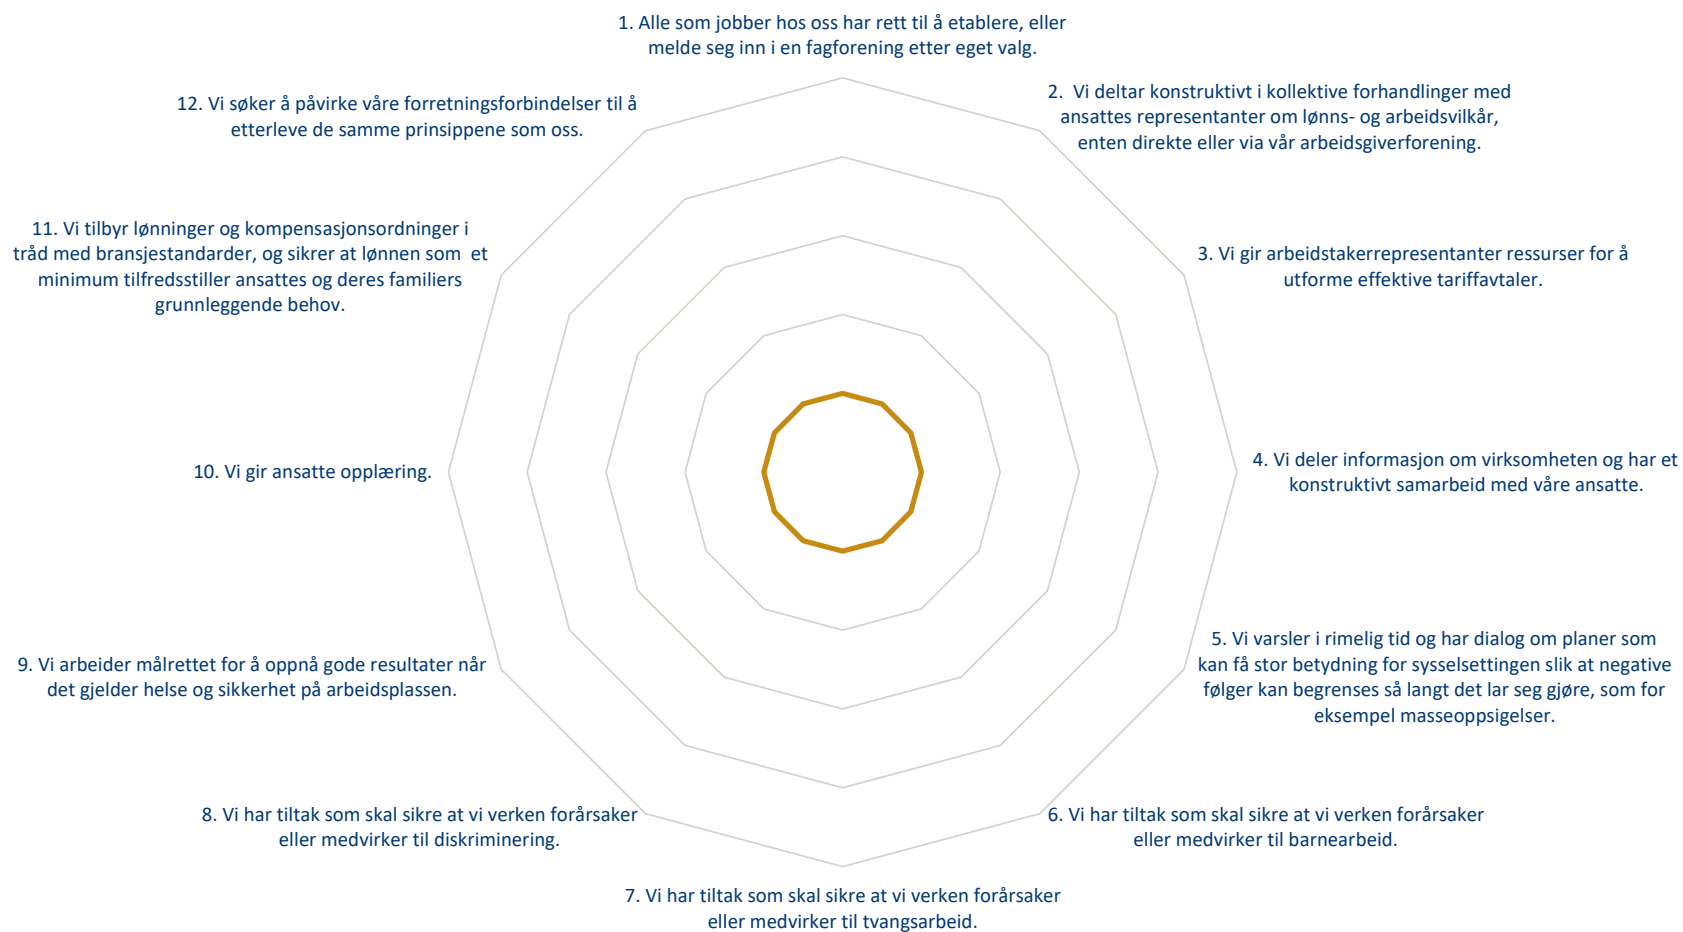 1. Alle som jobber hos oss har rett til å etablere, eller
melde seg inn i en fagforening etter eget valg.
2.  Vi deltar konstruktivt i kollektive forhandlinger med
ansattes representanter om lønns- og arbeidsvilkår,
enten direkte eller via vår arbeidsgiverforening.
3. Vi gir arbeidstakerrepresentanter ressurser for å
utforme effektive tariffavtaler.
4. Vi deler informasjon om virksomheten og har et
konstruktivt samarbeid med våre ansatte.
5. Vi varsler i rimelig tid og har dialog om planer som
kan få stor betydning for sysselsettingen slik at negative
følger kan begrenses så langt det lar seg gjøre, som for
eksempel masseoppsigelser.
6. Vi har tiltak som skal sikre at vi verken forårsaker
eller medvirker til barnearbeid.
7. Vi har tiltak som skal sikre at vi verken forårsaker
eller medvirker til tvangsarbeid.
8. Vi har tiltak som skal sikre at vi verken forårsaker
eller medvirker til diskriminering.
9. Vi arbeider målrettet for å oppnå gode resultater når
det gjelder helse og sikkerhet på arbeidsplassen.
10. Vi gir ansatte opplæring.
11. Vi tilbyr lønninger og kompensasjonsordninger i
tråd med bransjestandarder, og sikrer at lønnen som  et
minimum tilfredsstiller ansattes og deres familiers
grunnleggende behov.
12. Vi søker å påvirke våre forretningsforbindelser til å
etterleve de samme prinsippene som oss.